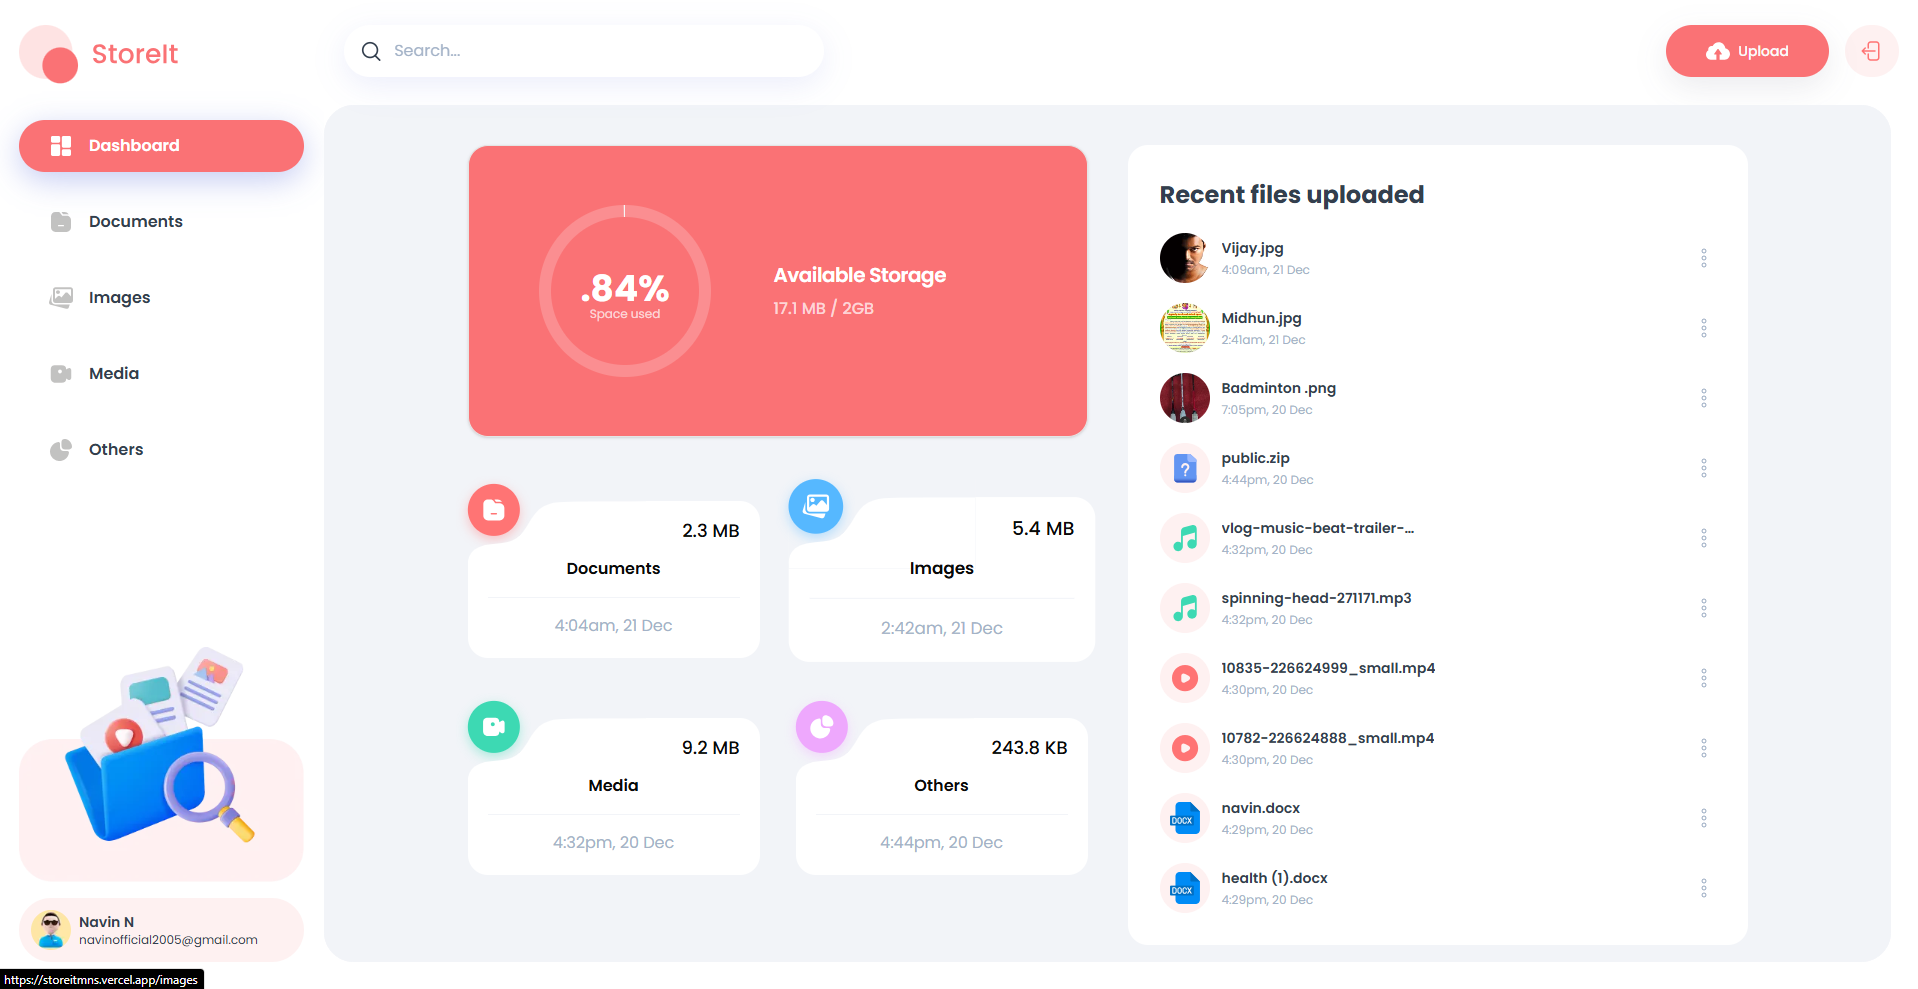 StoreIt
Search...
Upload
Dashboard
Documents
Images
Media
Others
Navin N
navinofficial2005@gmail.com
.84%
Space used
Available Storage
17.1 MB / 2GB
2.3 MB
Documents
4:04am, 21 Dec
5.4 MB
Images
2:42am, 21 Dec
9.2 MB
Media
4:32pm, 20 Dec
243.8 KB
Others
4:44pm, 20 Dec
Recent files uploaded
Vijay.jpg
4:09am, 21 Dec
Midhun.jpg
2:41am, 21 Dec
Badminton .png
7:05pm, 20 Dec
?
public.zip
4:44pm, 20 Dec
vlog-music-beat-trailer-...
4:32pm, 20 Dec
spinning-head-271171.mp3
4:32pm, 20 Dec
10835-226624999_small.mp4
4:30pm, 20 Dec
10782-226624888_small.mp4
4:30pm, 20 Dec
DOCX
navin.docx
4:29pm, 20 Dec
DOCX
health (1).docx
4:29pm, 20 Dec
https://storeitmns.vercel.app/images